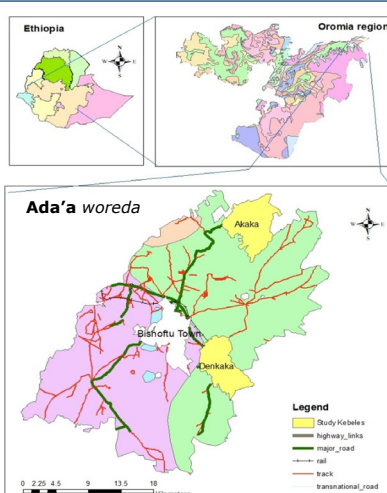 Ethiopia
N
W E
S
Oromia region
N
W E
S
Ada'a woreda
Akaka
N
W E
S
Bishoftu Town
Denkaka
Legend
Study Kebeles
highway_links
major_road
rail
track
transnational_road
0 2.25 4.5 9 13.5 18